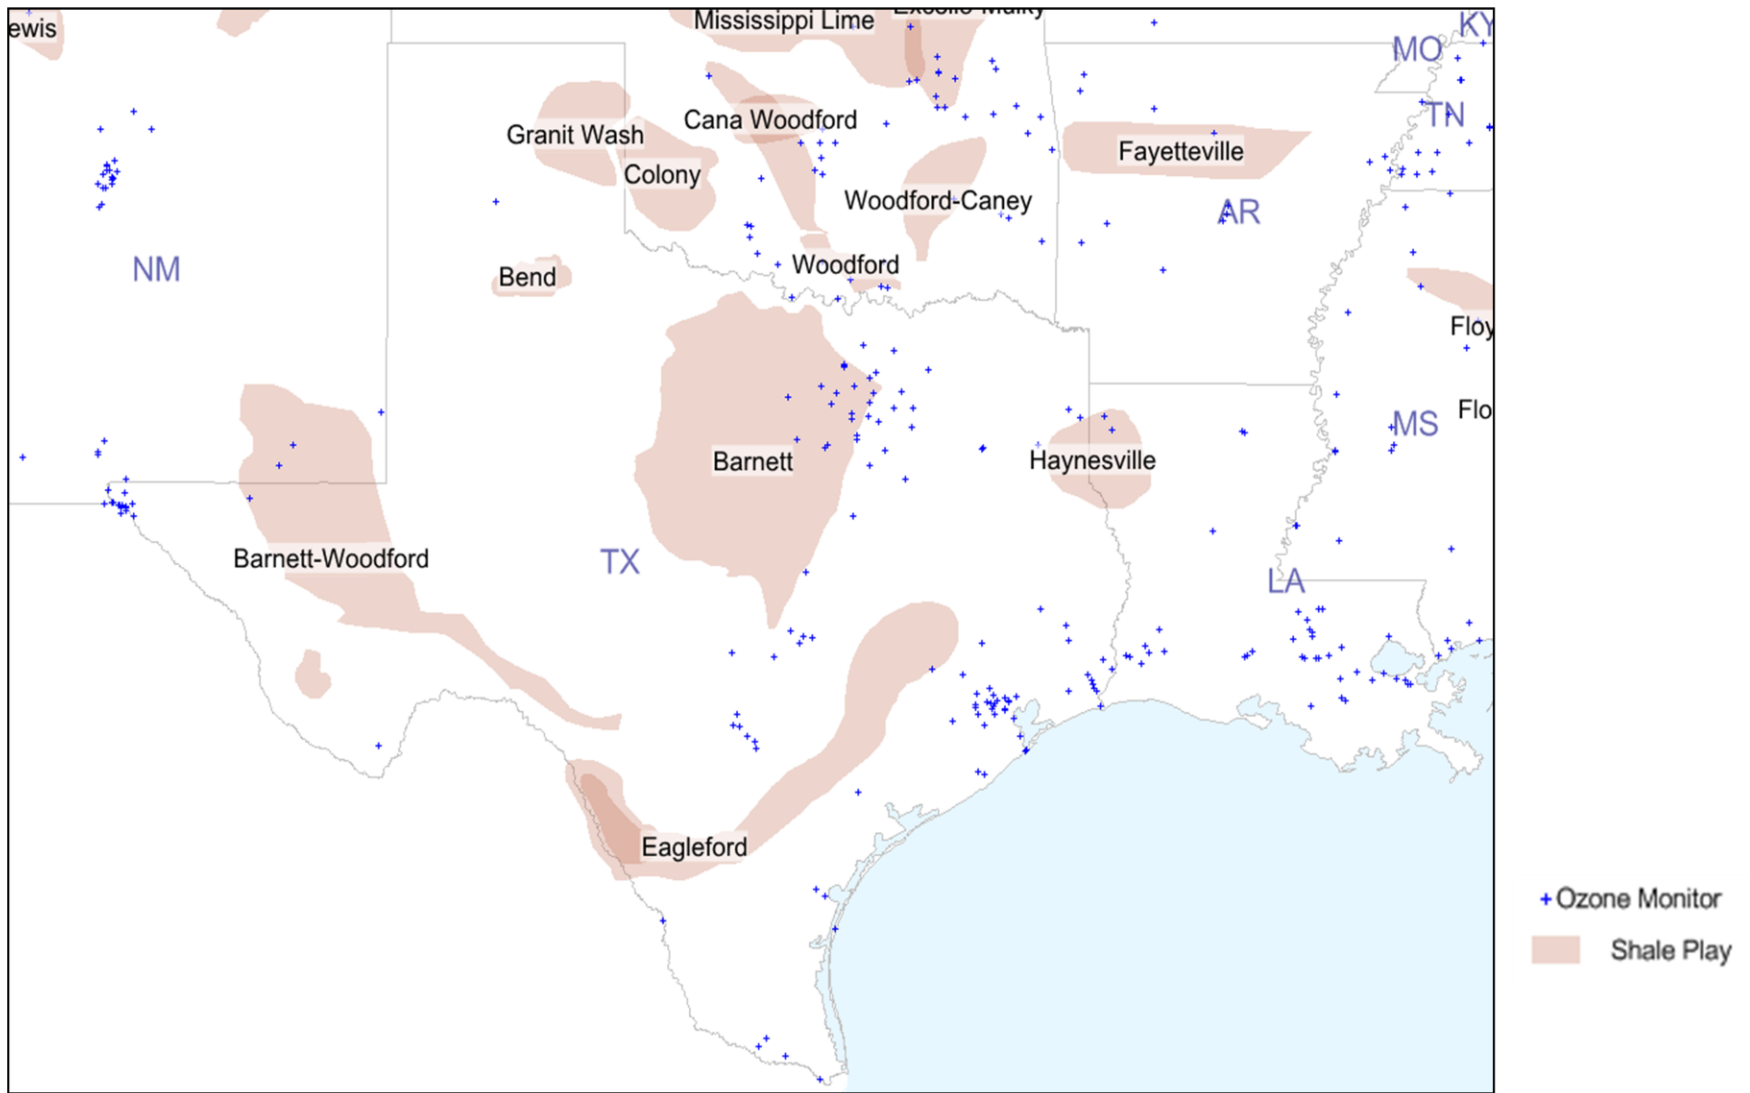 ewis
Mississippi Lime
KY
MO
TN
Granit Wash
Cana Woodford
Colony
Fayetteville
Woodford-Caney
AR
NM
Bend
Woodford
Floy
Flo
MS
Barnett
Haynesville
Barnett-Woodford
TX
LA
Eagleford
Ozone Monitor
Shale Play